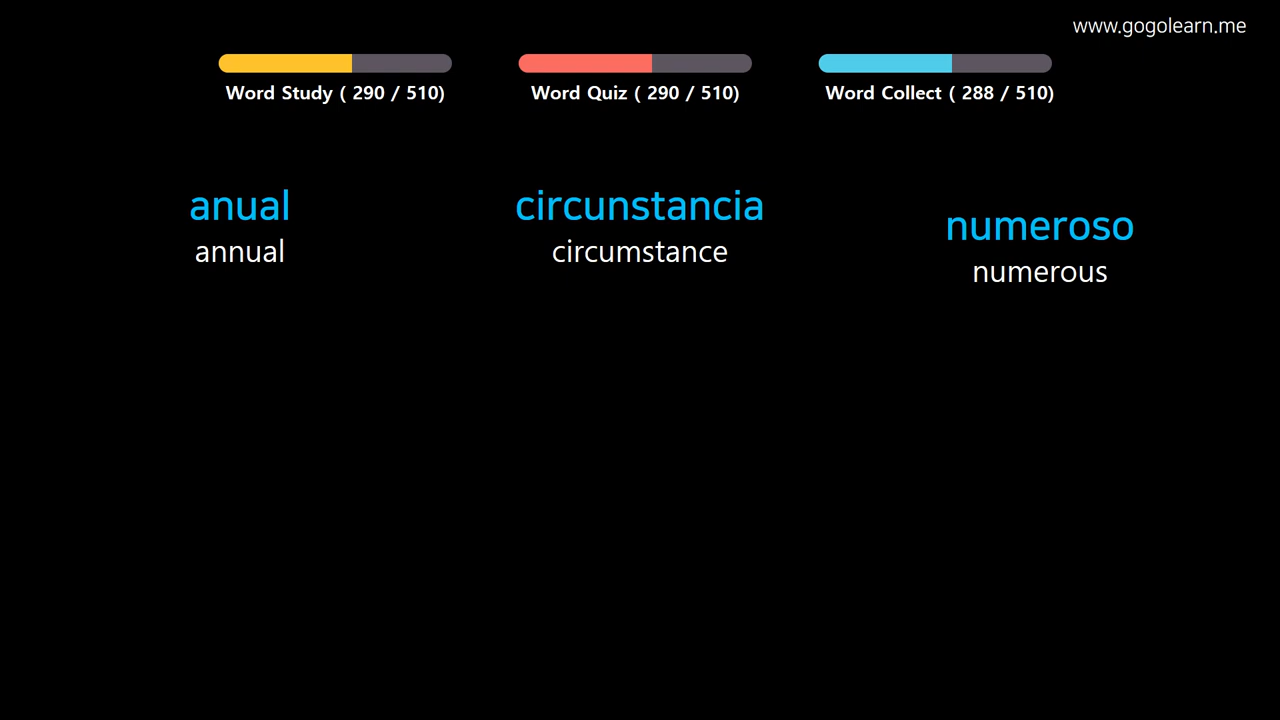 www.gogolearn.me
Word Study ( 290 / 510)
Word Quiz ( 290 / 510)
Word Collect ( 288 / 510)
anual
annual
circunstancia
circumstance
numeroso
numerous